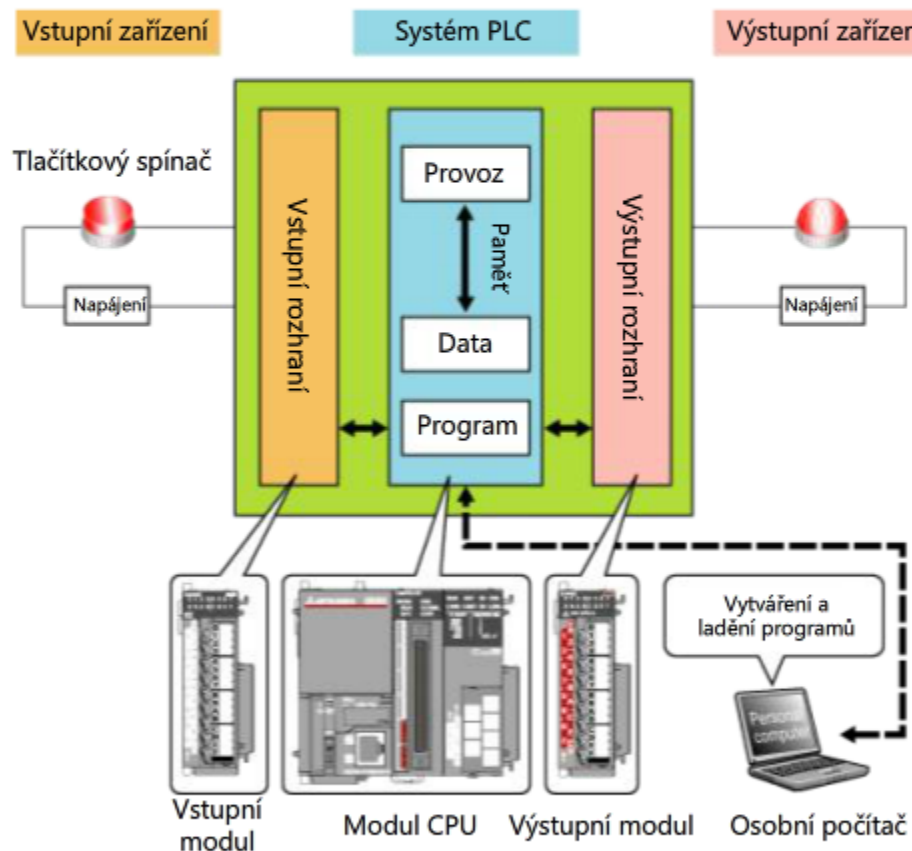 Vstupní zařízení
Systém PLC
Výstupní zařízen
Tlačítkový spínač
Napájení
Vstupní rozhraní
Provoz
Paměť
Data
Program
Výstupní rozhraní
Napájení
Vytváření a
ladění programů
Personal
computer
Vstupní
modul
Modul CPU
Výstupní modul
Osobní počítač